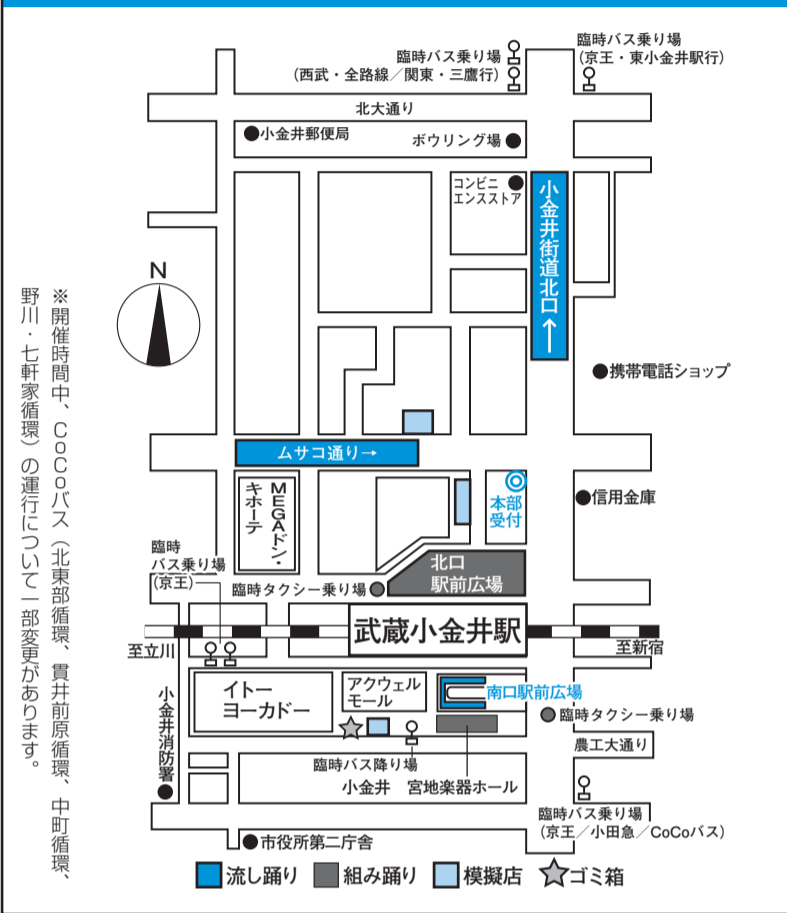 臨時バス乗り場
(西武・全路線／関東・三鷹行)
臨時バス乗り場
(京王・東小金井駅行)
北大通り
小金井郵便局
ボウリング場
コンビニ
エンスストア
小金井街道北口→
N
携帯電話ショップ
ムサコ通り→
MEGAドン・
キホーテ
本部
受付
信用金庫
臨時
バス乗り場
(京王)
臨時タクシー乗り場
北口
駅前広場
武蔵小金井駅
至立川
至新宿
イトー
ヨーカドー
アクウェル
モール
南口駅前広場
臨時タクシー乗り場
小金井消防署
農工大通り
臨時バス降り場
小金井 宮地楽器ホール
臨時バス乗り場
(京王／小田急／CoCoバス)
市役所第二庁舎
※開催時間中、CoCoバス（北東部循環、貫井前原循環、中町循環、
野川・七軒家循環）の運行について一部変更があります。
流し踊り 組み踊り 模擬店 ゴミ箱